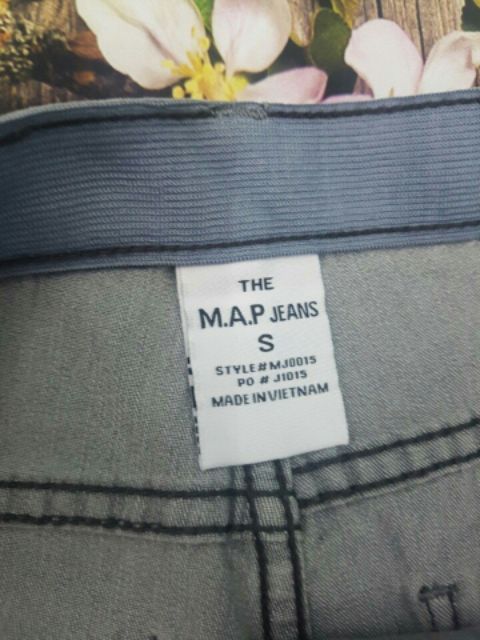 THE
M.A.P JEANS
S
STYLE#MJ0015
PO # J1015
MADE IN VIETNAM